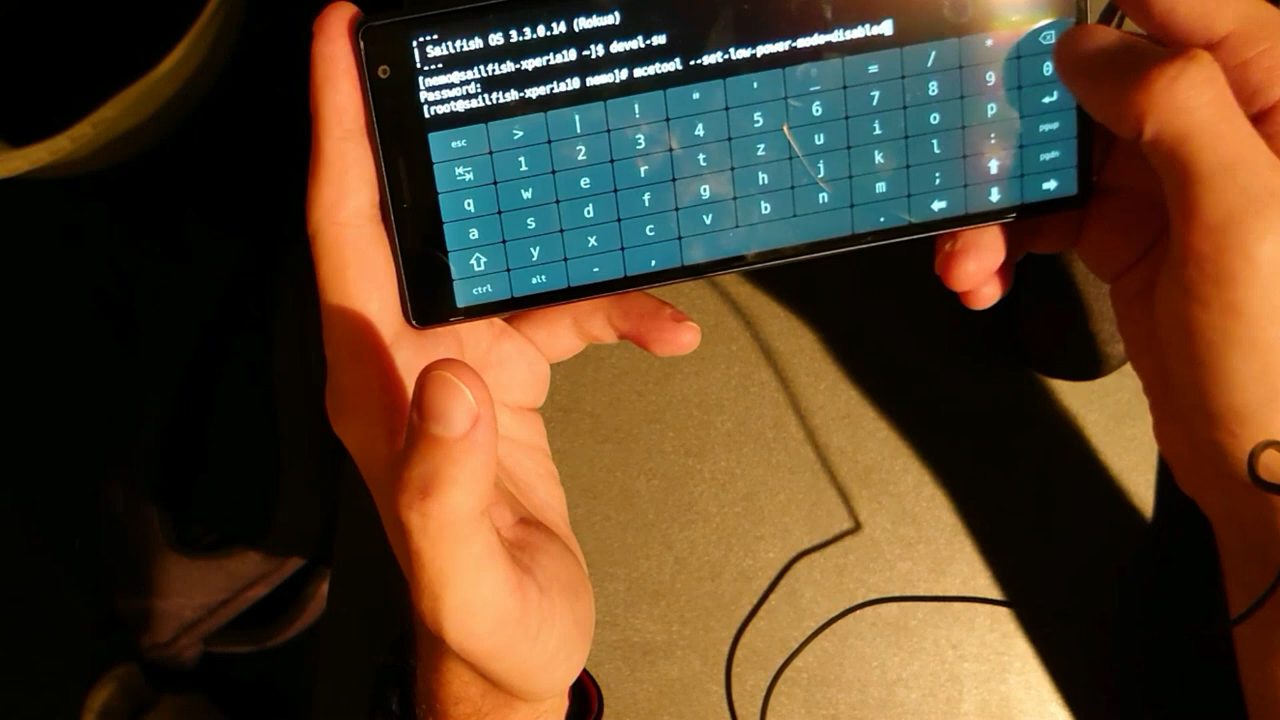 ---
| Sailfish OS 3.3.0.14 (Rokua)
---
[nemo@sailfish-xperia10 ~]$ devel-su
Password:
[root@sailfish-xperia10 nemo]# mcetool --set-low-power-mode=disabled
esc > | ! " ' _ = / *
1 2 3 4 5 6 7 8 9 0
q w e r t z u i o p
a s d f g h j k l : pgup
y x c v b n m ; pgdn
ctrl alt - , .